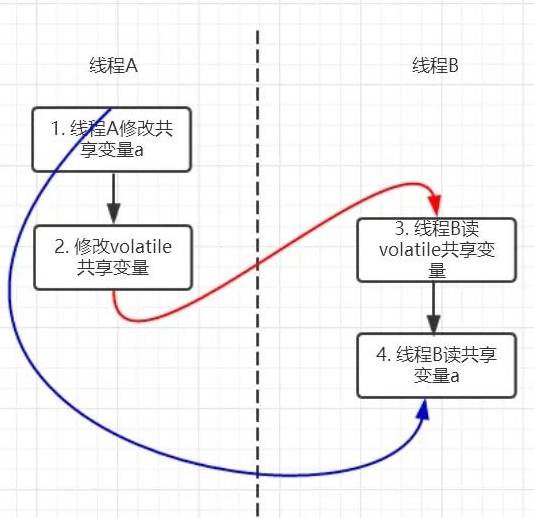 线程A
线程B
1. 线程A修改共
享变量a
2. 修改volatile
共享变量
3. 线程B读
volatile共享变
量
4. 线程B读共享
变量a